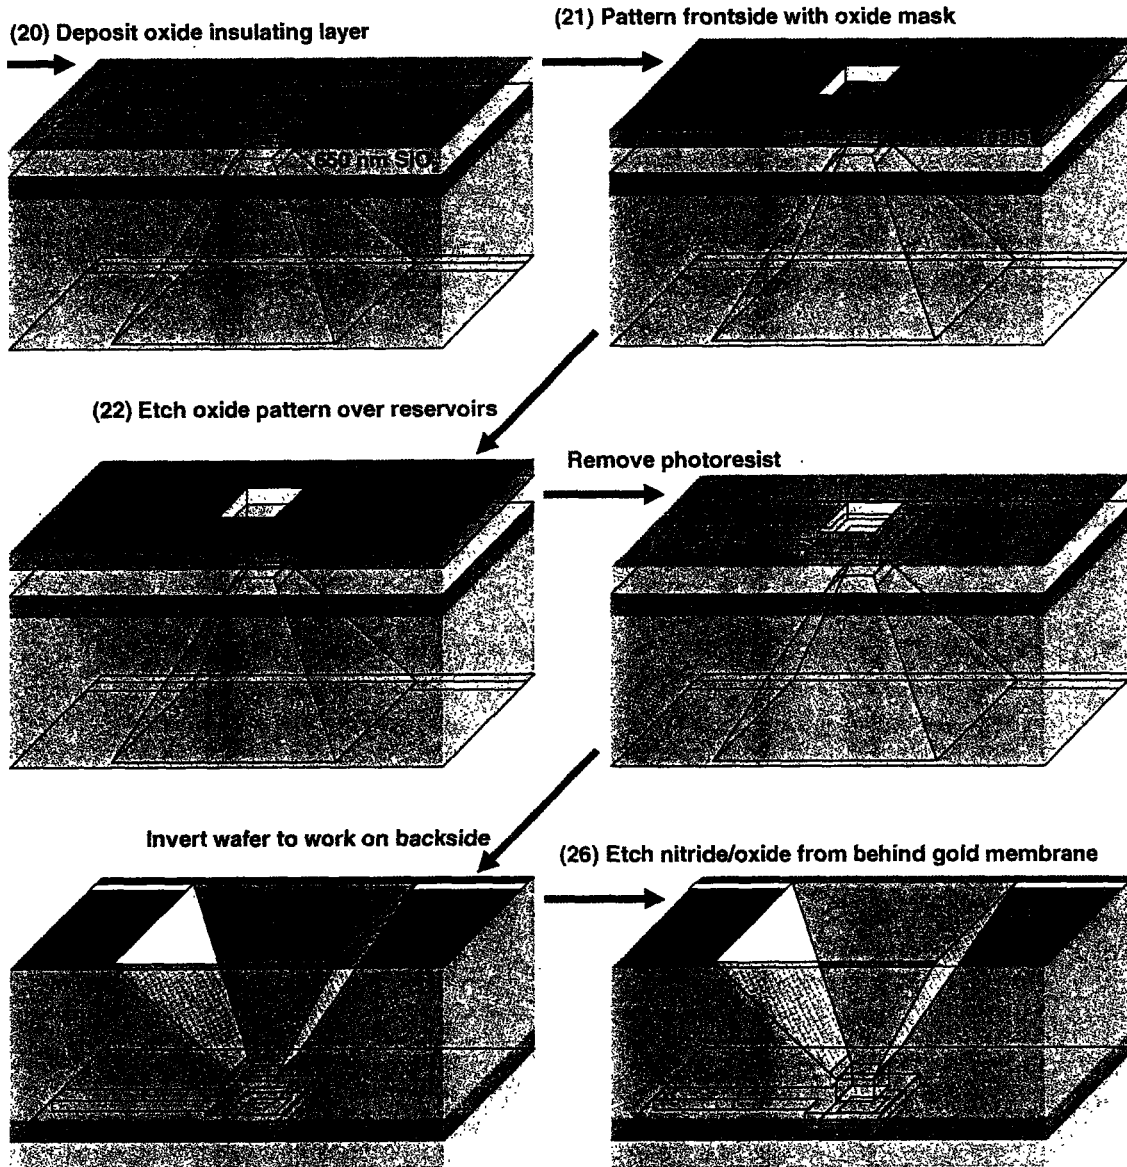 (20) Deposit oxide insulating layer
(21) Pattern frontside with oxide mask
650 nm SiO
(22) Etch oxide pattern over reservoirs
Remove photoresist
Invert wafer to work on backside
(26) Etch nitride/oxide from behind gold membrane